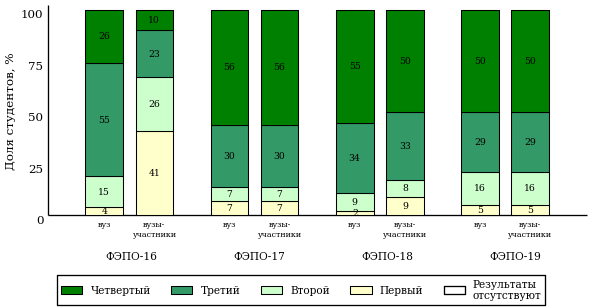 Доля студентов, %
100
75
50
25
0
26 10 56 56 55 50 50 50
55 23 30 30 34 33 29 29
15 26 7 7 9 8 16 16
4 41 7 7 2 9 5 5
вуз вузы- вуз вузы- вуз вузы- вуз вузы-
участники участники участники участники
ФЭПО-16 ФЭПО-17 ФЭПО-18 ФЭПО-19
Четвертый Третий Второй Первый Результаты
отсутствуют